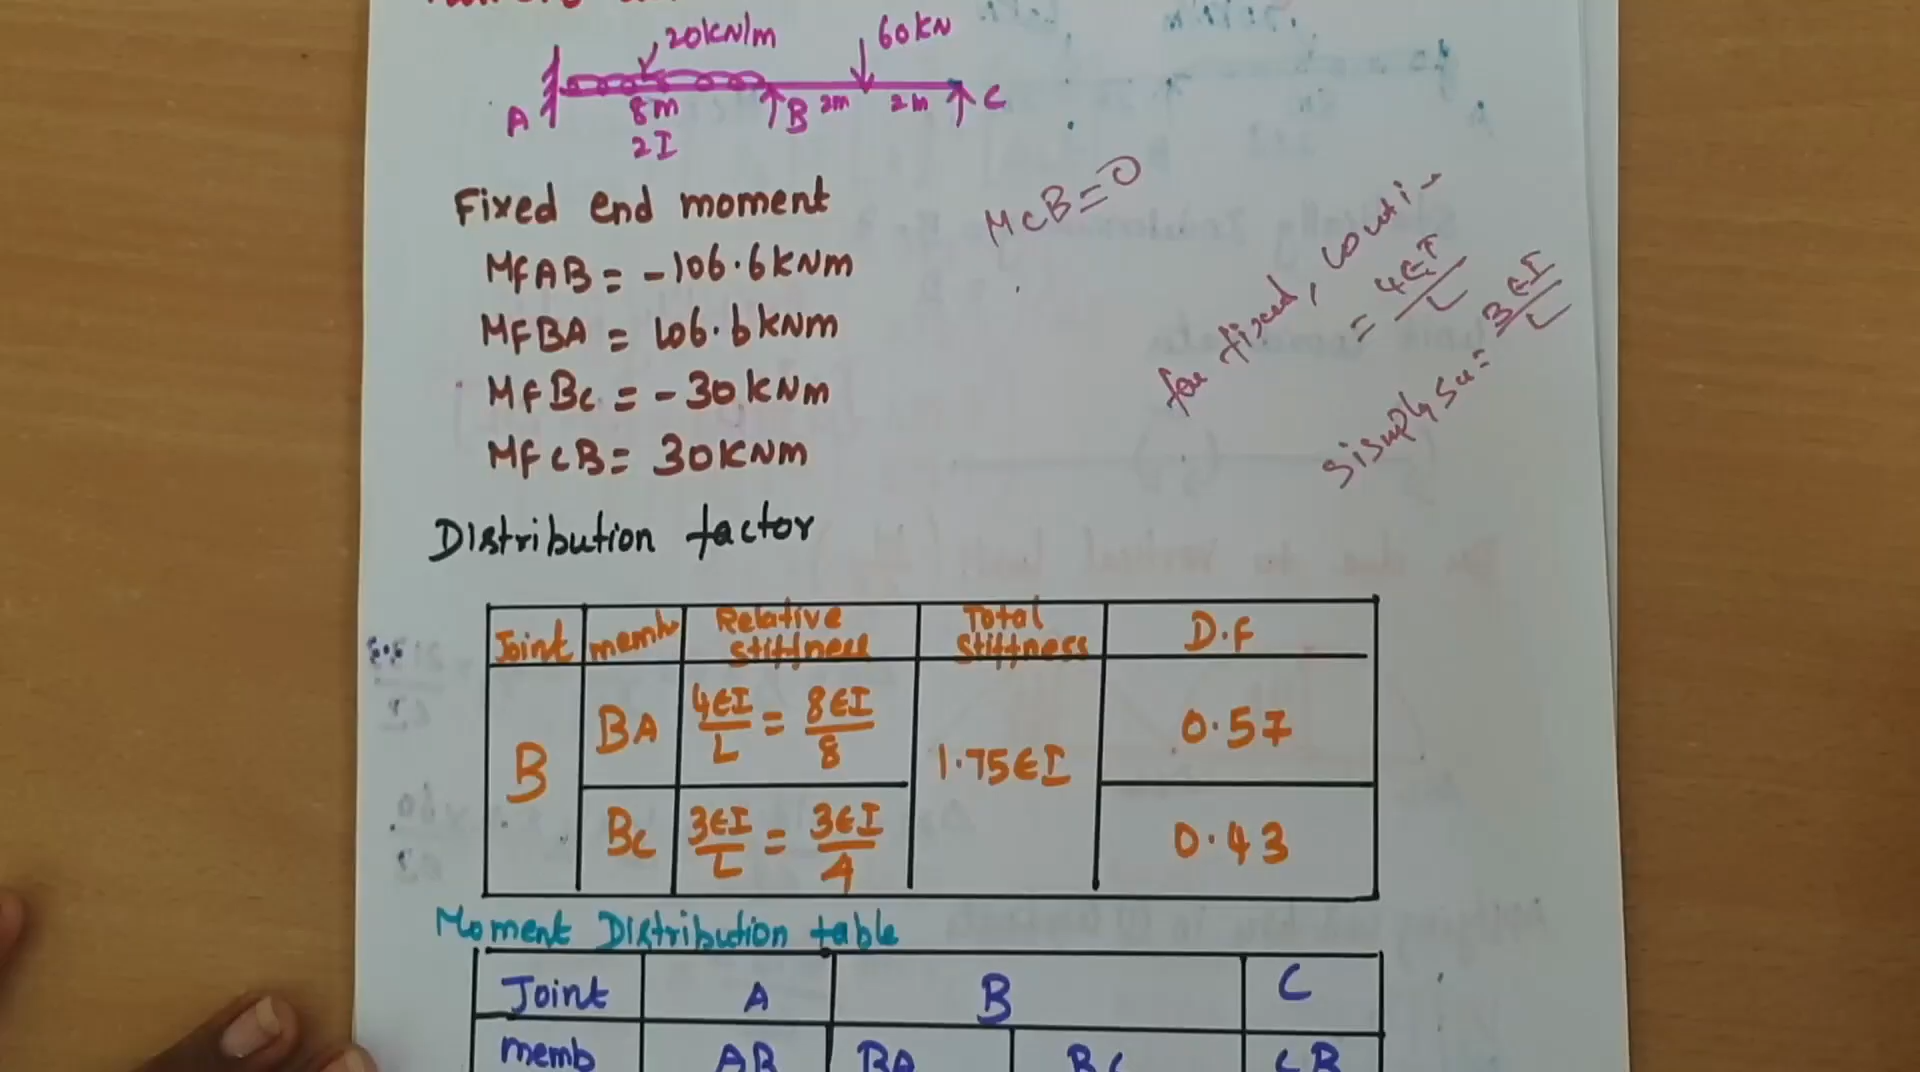 20kN/m 60KN
A 8m B 2m 2m C
2I
Fixed end moment
MFAB = -106.6kNm
MFBA = 106.6kNm
MFBC = -30kNm
MFCB = 30kNm
MCB=0
for fixed, conti-
= 4EI/L
simply su = 3EI/L
Distribution factor
Joint memb Relative stiffness Total stiffness D.F
B BA 4EI/L = 8EI/8 1.75EI 0.57
BC 3EI/L = 3EI/4 0.43
Moment Distribution table
Joint A B C
memb AB BA BC CB